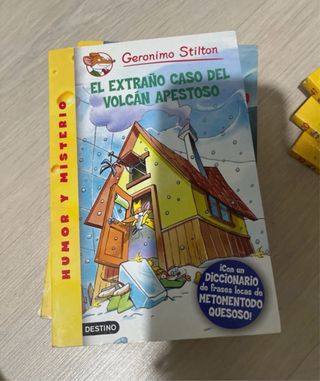 Geronimo Stilton
EL EXTRAÑO CASO DEL
VOLCÁN APESTOSO
HUMOR Y MISTERIO
¡Con un
DICCIONARIO
de frases locas de
METOMENTODO
QUESOSO!
DESTINO